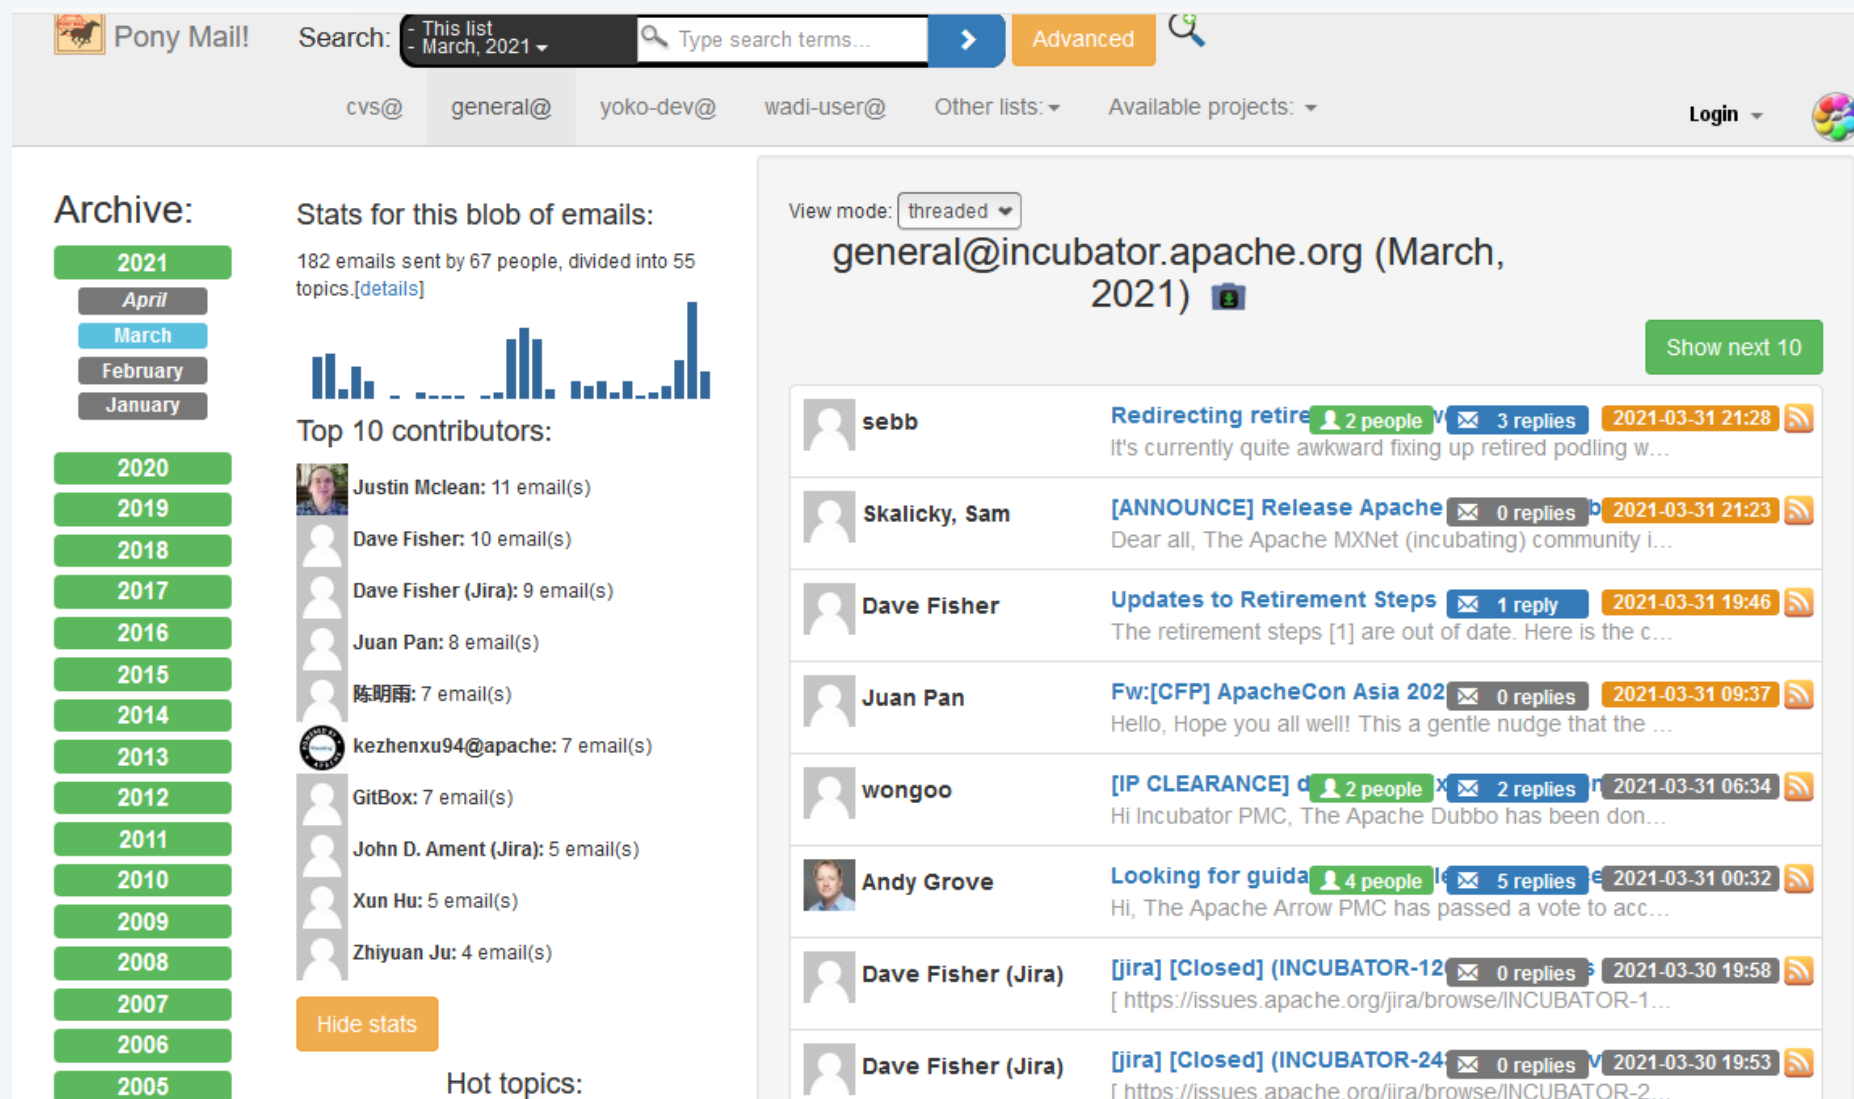 Pony Mail!
Search:
- This list
- March, 2021
Type search terms...
Advanced
cvs@ general@ yoko-dev@ wadi-user@ Other lists: Available projects:
Login
Archive:
2021
April
March
February
January
2020
2019
2018
2017
2016
2015
2014
2013
2012
2011
2010
2009
2008
2007
2006
2005
Stats for this blob of emails:
182 emails sent by 67 people, divided into 55
topics.[details]
Top 10 contributors:
Justin Mclean: 11 email(s)
Dave Fisher: 10 email(s)
Dave Fisher (Jira): 9 email(s)
Juan Pan: 8 email(s)
陈明雨: 7 email(s)
kezhenxu94@apache: 7 email(s)
GitBox: 7 email(s)
John D. Ament (Jira): 5 email(s)
Xun Hu: 5 email(s)
Zhiyuan Ju: 4 email(s)
Hide stats
Hot topics:
View mode: threaded
general@incubator.apache.org (March,
2021)
Show next 10
sebb Redirecting retire 2 people 3 replies 2021-03-31 21:28
It's currently quite awkward fixing up retired podling w...
Skalicky, Sam [ANNOUNCE] Release Apache 0 replies 2021-03-31 21:23
Dear all, The Apache MXNet (incubating) community i...
Dave Fisher Updates to Retirement Steps 1 reply 2021-03-31 19:46
The retirement steps [1] are out of date. Here is the c...
Juan Pan Fw:[CFP] ApacheCon Asia 202 0 replies 2021-03-31 09:37
Hello, Hope you all well! This a gentle nudge that the ...
wongoo [IP CLEARANCE] d 2 people 2 replies 2021-03-31 06:34
Hi Incubator PMC, The Apache Dubbo has been don...
Andy Grove Looking for guida 4 people 5 replies 2021-03-31 00:32
Hi, The Apache Arrow PMC has passed a vote to acc...
Dave Fisher (Jira) [jira] [Closed] (INCUBATOR-12 0 replies 2021-03-30 19:58
[ https://issues.apache.org/jira/browse/INCUBATOR-1...
Dave Fisher (Jira) [jira] [Closed] (INCUBATOR-24 0 replies 2021-03-30 19:53
[ https://issues.apache.org/jira/browse/INCUBATOR-2...